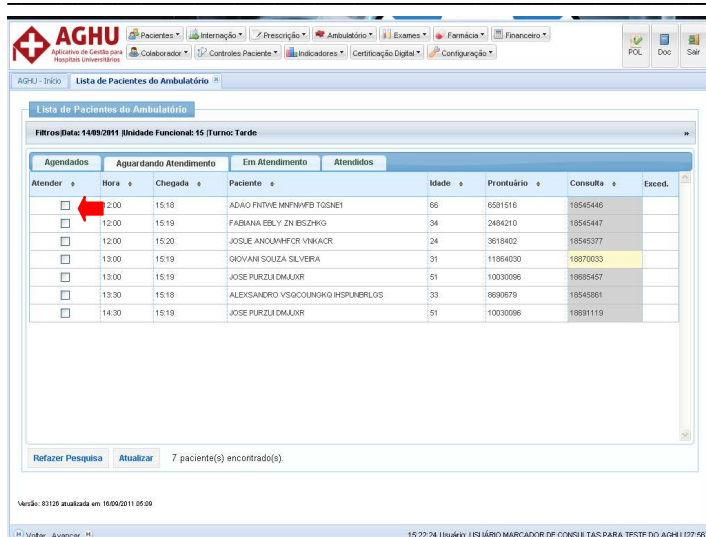 AGHU
Aplicativo de Gestão para
Hospitais Universitários
Pacientes Internação Prescrição Ambulatório Exames Farmácia Financeiro
Colaborador Controles Paciente Indicadores Certificação Digital Configuração
POL Doc Sair
AGHU - Início Lista de Pacientes do Ambulatório
Lista de Pacientes do Ambulatório
Filtros|Data: 14/09/2011 |Unidade Funcional: 15 |Turno: Tarde »
Agendados Aguardando Atendimento Em Atendimento Atendidos
Atender Hora Chegada Paciente Idade Prontuário Consulta Exced.
12:00 15:18 ADAO FNTWE MNFNWFB TQSNE1 66 6581516 18545446
12:00 15:19 FABIANA EBLY ZN IBSZHKG 34 2484210 18545447
12:00 15:20 JOSUE ANOUWHFCR VNKACR 24 3618402 18545377
13:00 15:19 GIOVANI SOUZA SILVEIRA 31 11864030 18870033
13:00 15:19 JOSE PURZUI DMJUXR 51 10030096 18685457
13:30 15:18 ALEXSANDRO VSQCOUNGKQ IHSPUNBRLGS 33 8690679 18545861
14:30 15:19 JOSE PURZUI DMJUXR 51 10030096 18691119
Refazer Pesquisa Atualizar 7 paciente(s) encontrado(s).
Versão: 83126 atualizada em 16/09/2011 05:09
Voltar Avançar 15:22:24 Usuário: USUÁRIO MARCADOR DE CONSULTAS PARA TESTE DO AGHU [27:56